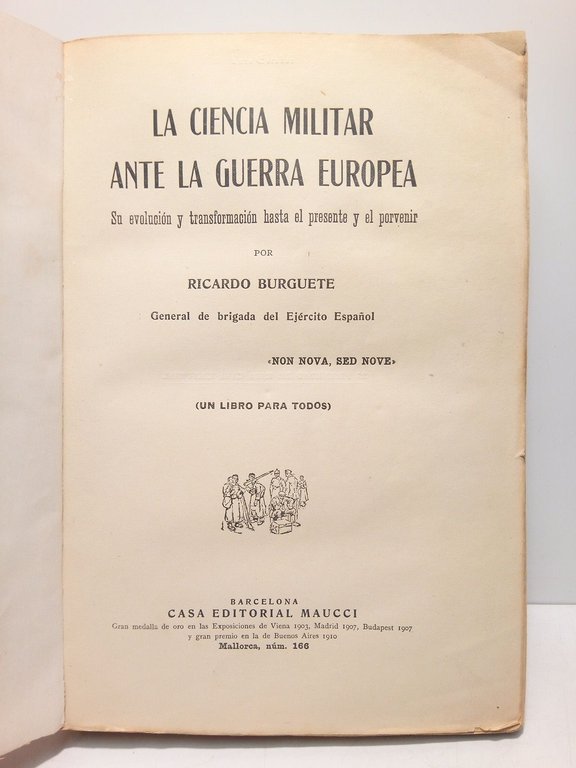 LA CIENCIA MILITAR
ANTE LA GUERRA EUROPEA
Su evolución y transformación hasta el presente y el porvenir
POR
RICARDO BURGUETE
General de brigada del Ejército Español
«NON NOVA, SED NOVE»
(UN LIBRO PARA TODOS)
BARCELONA
CASA EDITORIAL MAUCCI
Gran medalla de oro en las Exposiciones de Viena 1903, Madrid 1907, Budapest 1907
y gran premio en la de Buenos Aires 1910
Mallorca, núm. 166